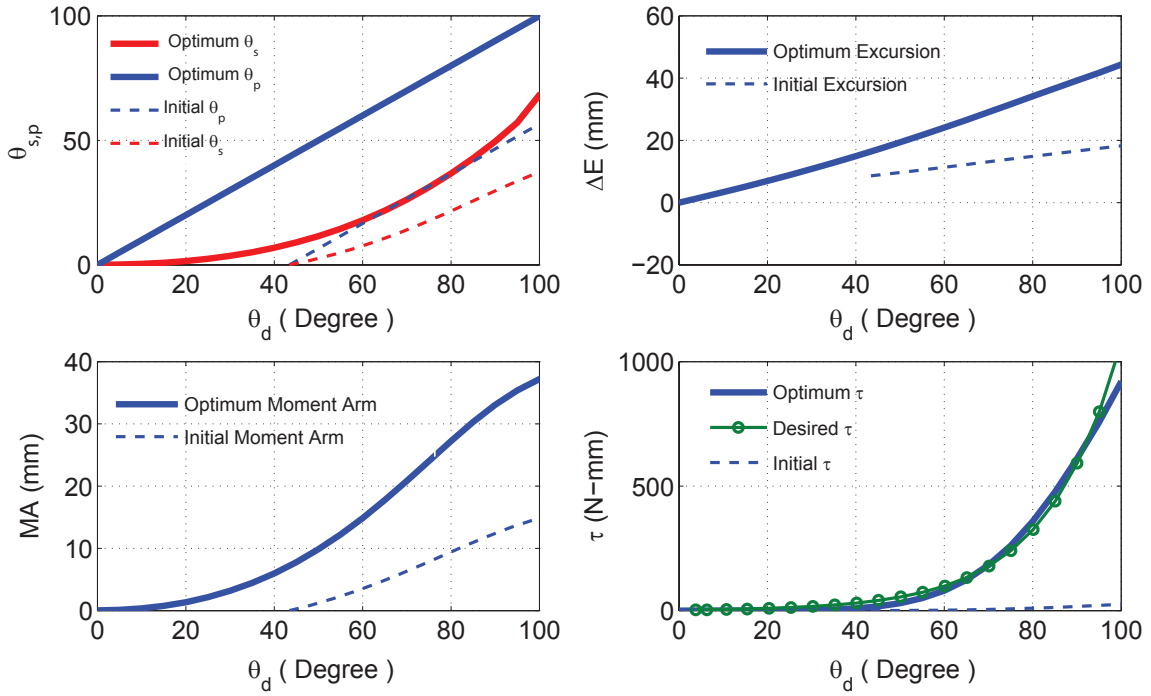 100
50
0
θs,p
Optimum θs
Optimum θp
Initial θp
Initial θs
0 20 40 60 80 100
θd ( Degree )
60
40
20
0
−20
ΔE (mm)
Optimum Excursion
Initial Excursion
0 20 40 60 80 100
θd ( Degree )
40
30
20
10
0
MA (mm)
Optimum Moment Arm
Initial Moment Arm
0 20 40 60 80 100
θd ( Degree )
1000
500
0
τ (N−mm)
Optimum τ
Desired τ
Initial τ
0 20 40 60 80 100
θd ( Degree )